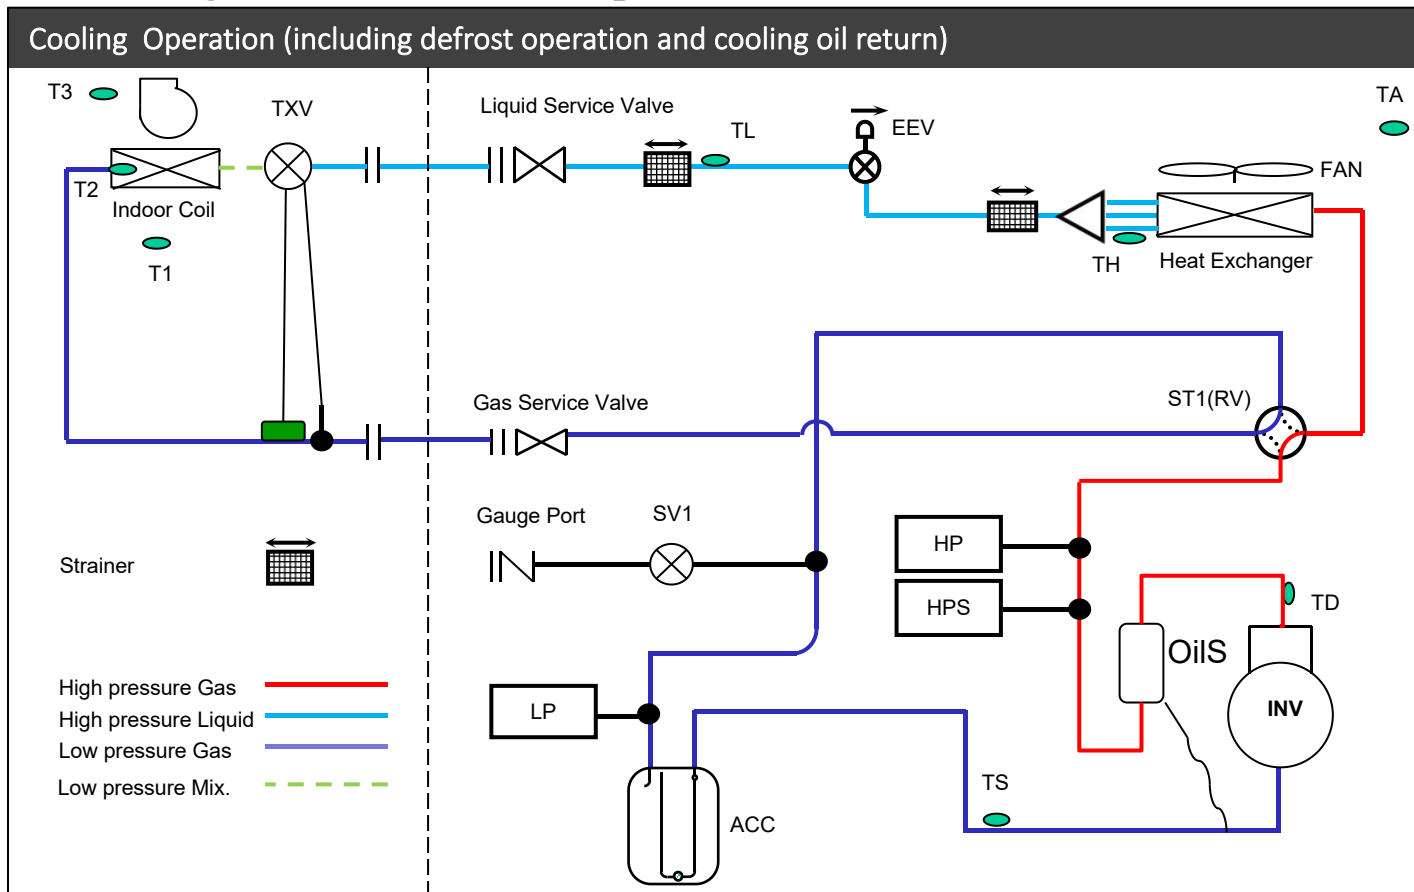 Cooling  Operation (including defrost operation and cooling oil return)
T3
TXV
Liquid Service Valve
TL
EEV
TA
FAN
T2
Indoor Coil
T1
TH
Heat Exchanger
Gas Service Valve
ST1(RV)
Gauge Port
SV1
HP
Strainer
HPS
TD
OilS
High pressure Gas
High pressure Liquid
Low pressure Gas
Low pressure Mix.
LP
INV
TS
ACC